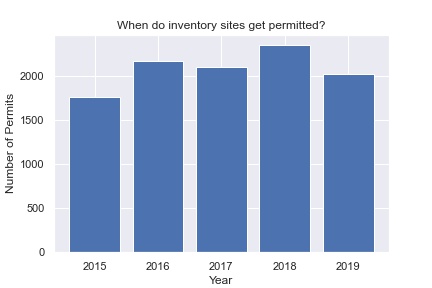 When do inventory sites get permitted?
2000
1500
1000
500
0
Number of Permits
2015 2016 2017 2018 2019
Year